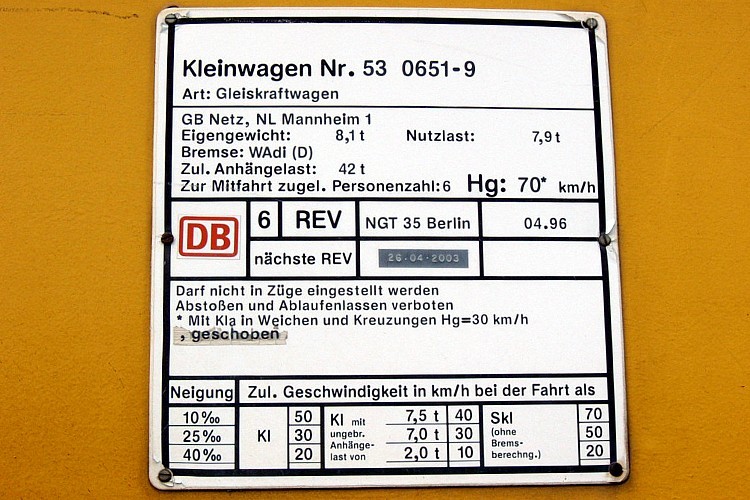 Kleinwagen Nr. 53 0651-9
Art: Gleiskraftwagen
GB Netz, NL Mannheim 1
Eigengewicht: 8,1 t Nutzlast: 7,9 t
Bremse: WAdi (D)
Zul. Anhängelast: 42 t
Zur Mitfahrt zugel. Personenzahl: 6 Hg: 70* km/h
DB 6 REV NGT 35 Berlin 04.96
nächste REV 26·04·2003
Darf nicht in Züge eingestellt werden
Abstoßen und Ablaufenlassen verboten
* Mit Kla in Weichen und Kreuzungen Hg=30 km/h
, geschoben
Neigung Zul. Geschwindigkeit in km/h bei der Fahrt als
10‰ Kl 50 Kl mit 7,5 t 40 Skl 70
25‰ 30 ungebr. 7,0 t 30 (ohne 50
Anhänge- Brems-
40‰ 20 last von 2,0 t 10 berechng.) 20